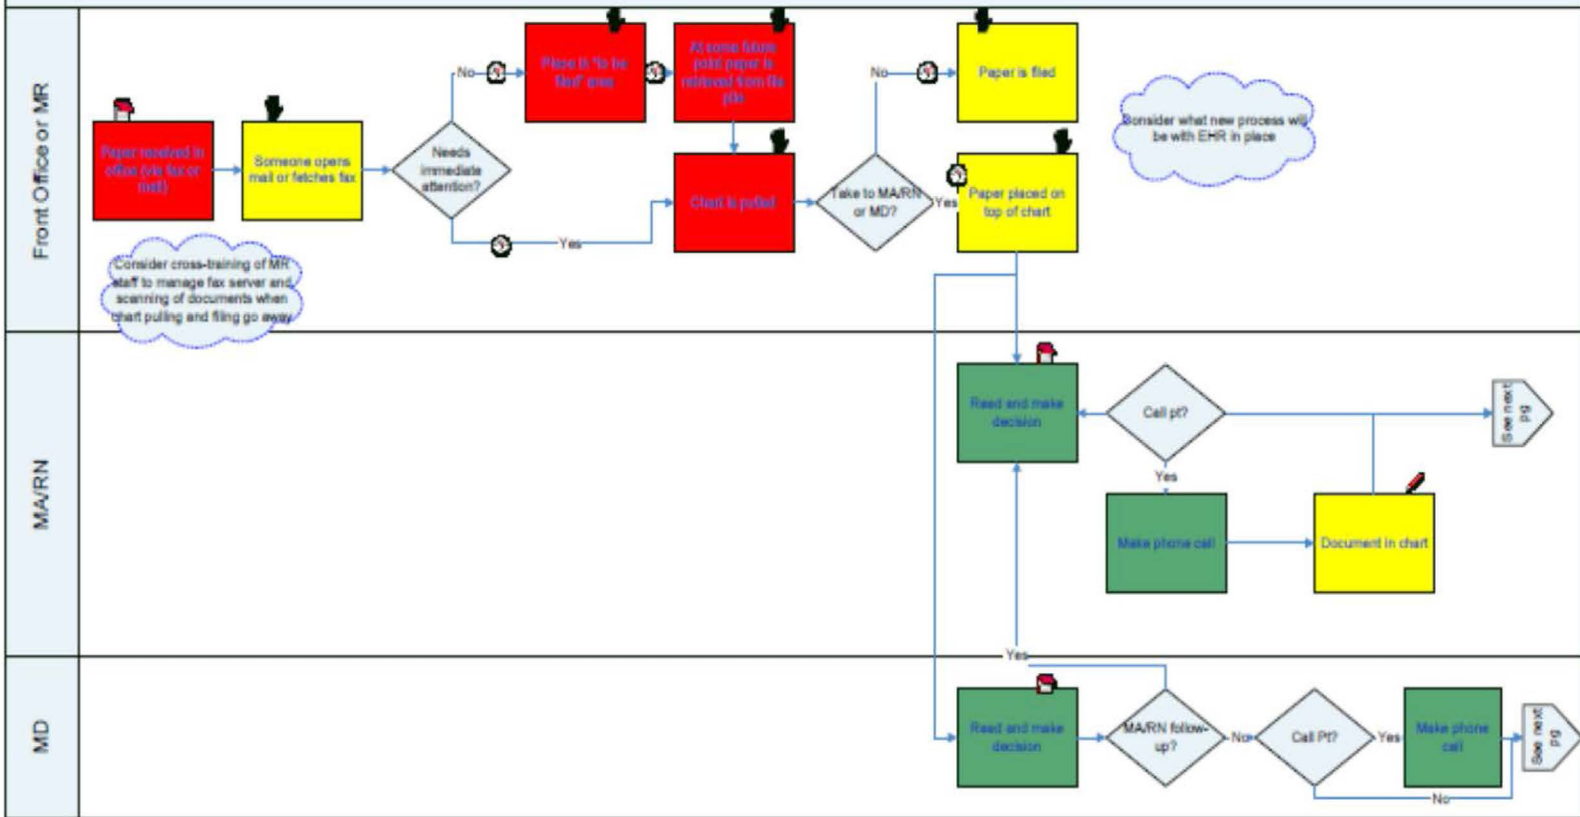 Front Office or MR
Paper received in
office (via fax or
mail)
Someone opens
mail or fetches fax
Needs
immediate
attention?
No
Place in "to be
filed" area
At some future
point paper is
retrieved from file
pile
Yes
Chart is pulled
Take to MA/RN
or MD?
No
Paper is filed
Yes
Paper placed on
top of chart
Consider what new process will
be with EHR in place
Consider cross-training of MR
staff to manage fax server and
scanning of documents when
chart pulling and filing go away
MA/RN
Read and make
decision
Call pt?
See next
pg
Yes
Make phone call
Document in chart
Yes
MD
Read and make
decision
MA/RN follow-
up?
No
Call Pt?
Yes
Make phone
call
See next
pg
No